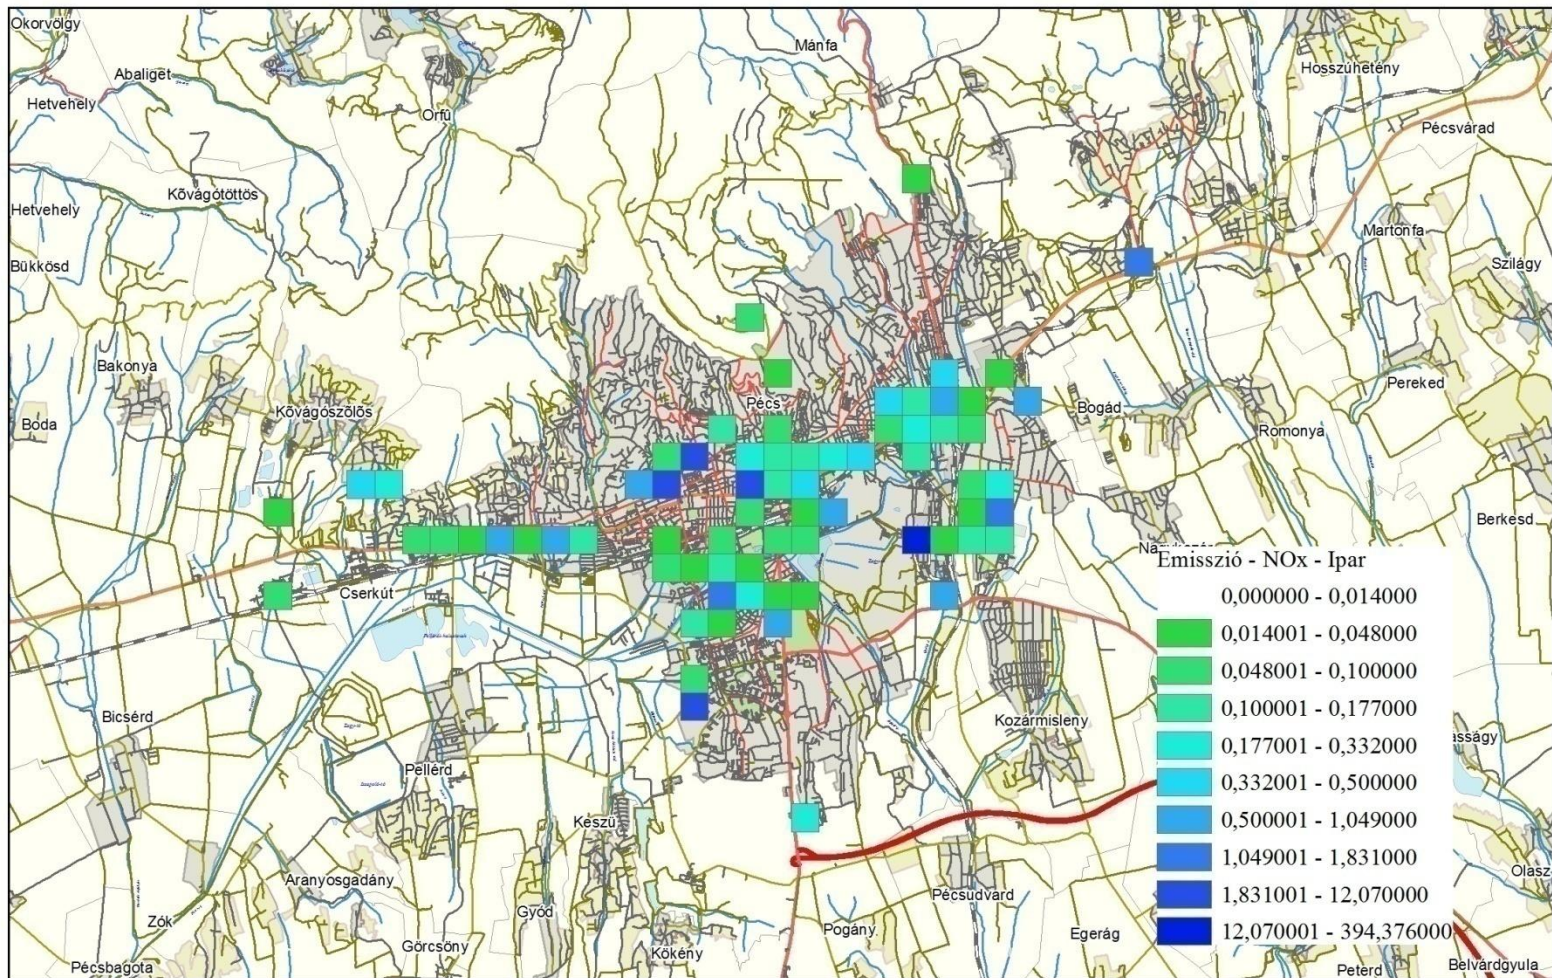 Okorvölgy
Mánfa
Hosszúhetény
Abaliget
Hetvehely
Orfű
Pécsvárad
Kővágótöttös
Hetvehely
Martonfa
Bükkösd
Szilágy
Bakonya
Pereked
Kővágószőlős
Pécs
Bogád
Boda
Romonya
Berkesd
Cserkút
Emisszió - NOx - Ipar
0,000000 - 0,014000
0,014001 - 0,048000
0,048001 - 0,100000
0,100001 - 0,177000
0,177001 - 0,332000
0,332001 - 0,500000
0,500001 - 1,049000
1,049001 - 1,831000
1,831001 - 12,070000
12,070001 - 394,376000
Bicsérd
Kozármisleny
asságy
Pellérd
Keszü
Aranyosgadány
Pécsudvard
Olasz
Zók
Gyód
Pogány
Egerág
Görcsöny
Kökény
Pécsbagota
Peterd
Belvárdgyula